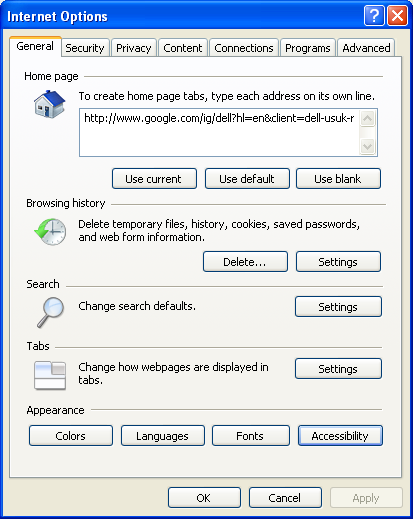 Internet Options
General Security Privacy Content Connections Programs Advanced
Home page
To create home page tabs, type each address on its own line.
http://www.google.com/ig/dell?hl=en&client=dell-usuk-r
Use current Use default Use blank
Browsing history
Delete temporary files, history, cookies, saved passwords,
and web form information.
Delete... Settings
Search
Change search defaults. Settings
Tabs
Change how webpages are displayed in
tabs.
Settings
Appearance
Colors Languages Fonts Accessibility
OK Cancel Apply